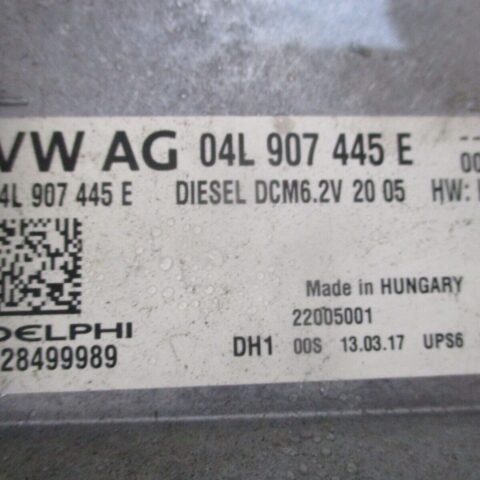 VW AG 04L 907 445 E --
4L 907 445 E DIESEL DCM6.2V 20 05 HW:
Made in HUNGARY
22005001
DELPHI
28499989 DH1 00S 13.03.17 UPS6